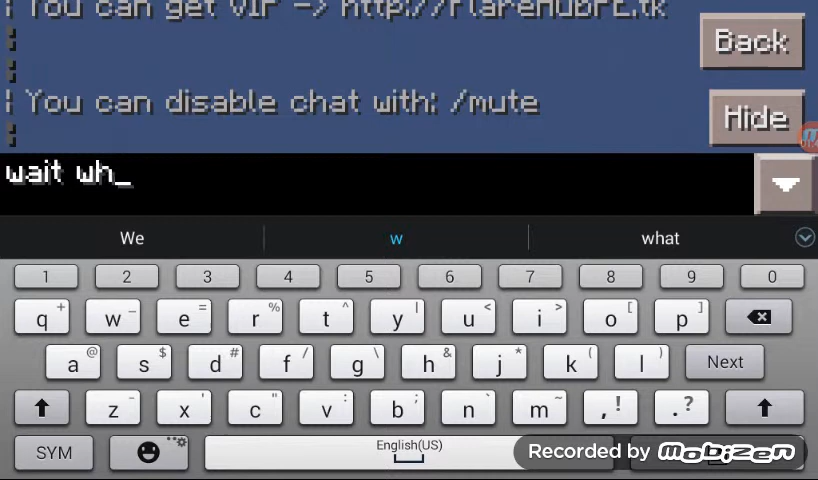 You can get VIP -> http://flarehubpe.tk
Back
You can disable chat with: /mute
Hide
wait wh_
We w what
1 2 3 4 5 6 7 8 9 0
q + w _ e = r % t ^ y | u < i > o [ p ]
a @ s $ d # f / g \ h & j * k ( l ) Next
z - x ' c " v : b ; n ` m ~ , ! . ?
SYM English(US) Recorded by mobizen